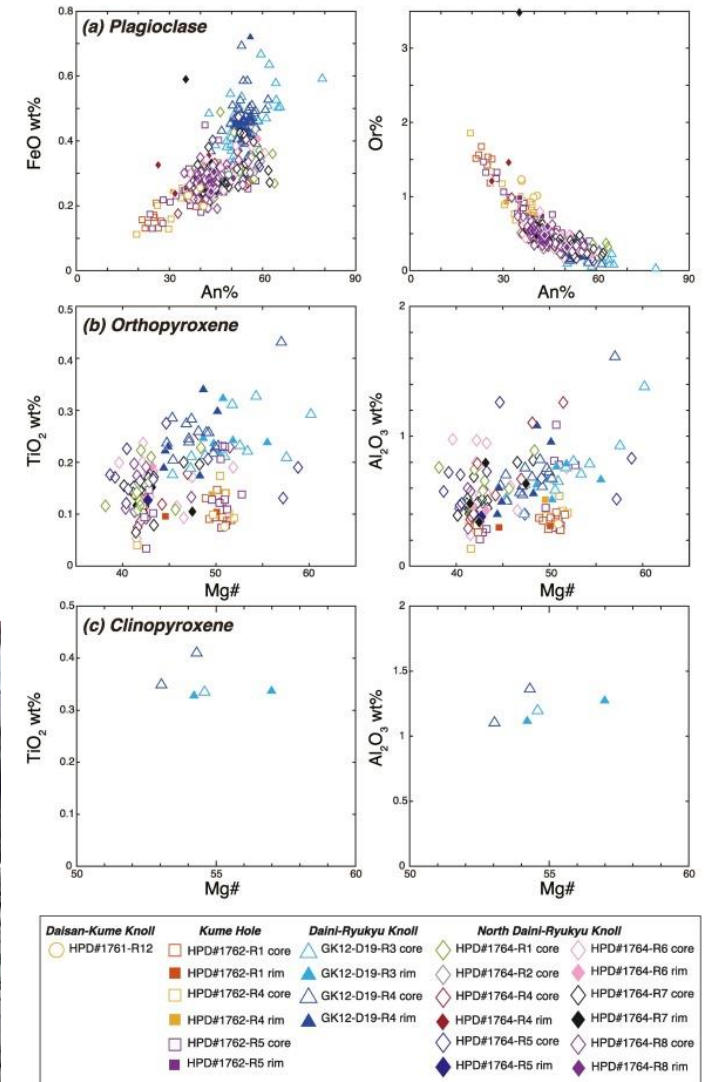 (a) Plagioclase
FeO wt%
0.8
0.6
0.4
0.2
0
0
30
60
90
An%
Or%
3
2
1
0
0
30
60
90
An%
(b) Orthopyroxene
TiO2 wt%
0.5
0.4
0.3
0.2
0.1
0
40
50
60
Mg#
Al2O3 wt%
2
1
0
40
50
60
Mg#
(c) Clinopyroxene
TiO2 wt%
0.5
0.4
0.3
0.2
0.1
0
50
55
60
Mg#
Al2O3 wt%
2
1.5
1
0.5
0
50
55
60
Mg#
Daisan-Kume Knoll
HPD#1761-R12
Kume Hole
HPD#1762-R1 core
HPD#1762-R1 rim
HPD#1762-R4 core
HPD#1762-R4 rim
HPD#1762-R5 core
HPD#1762-R5 rim
Daini-Ryukyu Knoll
GK12-D19-R3 core
GK12-D19-R3 rim
GK12-D19-R4 core
GK12-D19-R4 rim
North Daini-Ryukyu Knoll
HPD#1764-R1 core
HPD#1764-R2 core
HPD#1764-R4 core
HPD#1764-R4 rim
HPD#1764-R5 core
HPD#1764-R5 rim
HPD#1764-R6 core
HPD#1764-R6 rim
HPD#1764-R7 core
HPD#1764-R7 rim
HPD#1764-R8 core
HPD#1764-R8 rim